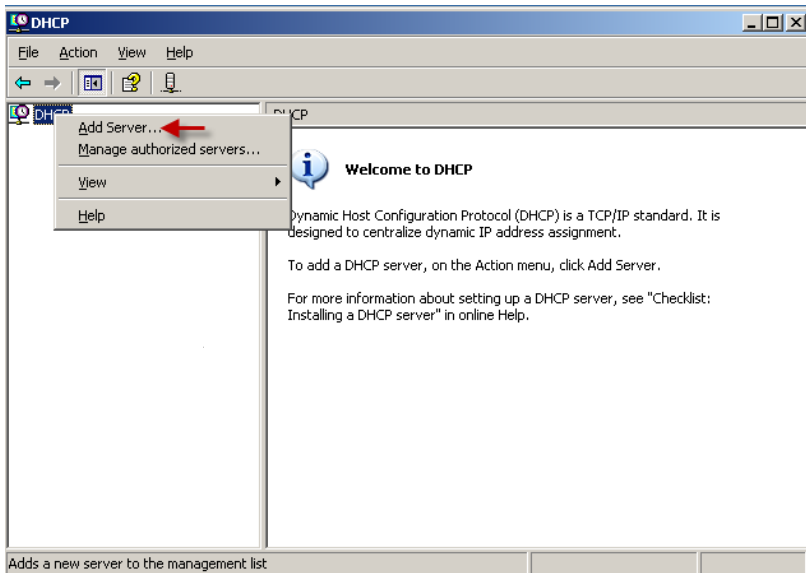 DHCP
File Action View Help
DHCP
Add Server...
Manage authorized servers...
View
Help
DHCP
Welcome to DHCP
Dynamic Host Configuration Protocol (DHCP) is a TCP/IP standard. It is
designed to centralize dynamic IP address assignment.
To add a DHCP server, on the Action menu, click Add Server.
For more information about setting up a DHCP server, see "Checklist:
Installing a DHCP server" in online Help.
Adds a new server to the management list